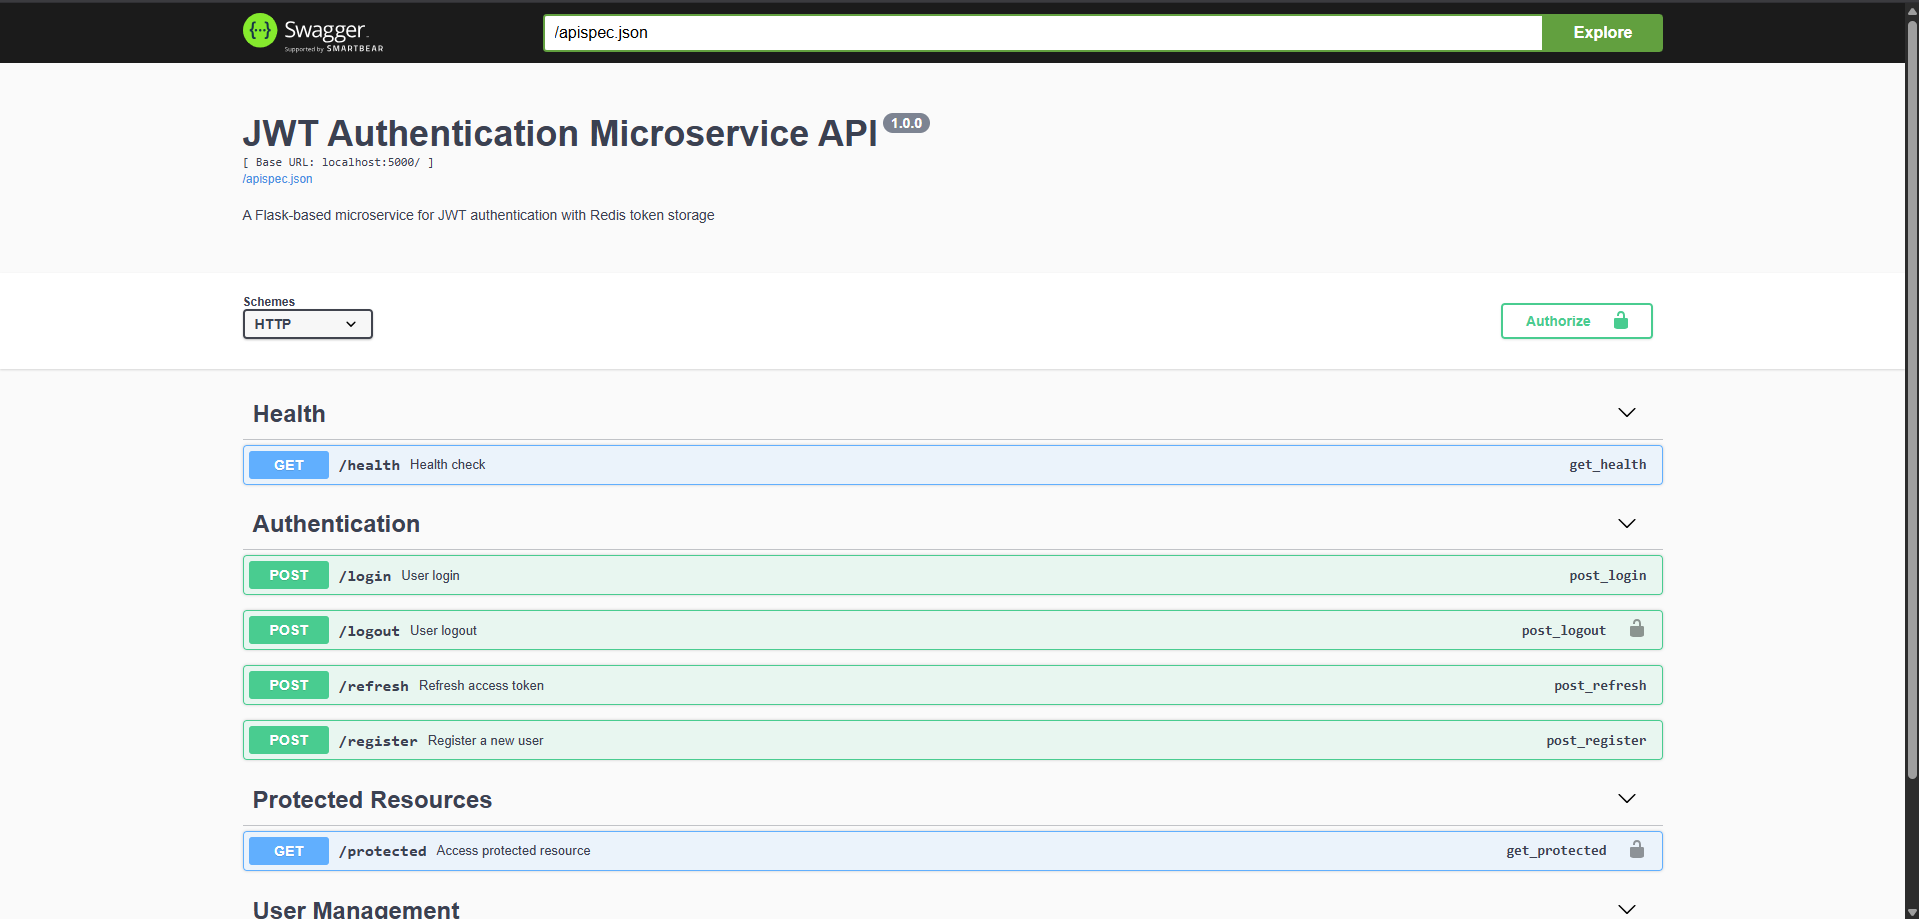 Swagger
Supported by SMARTBEAR
/apispec.json
Explore
JWT Authentication Microservice API 1.0.0
[ Base URL: localhost:5000/ ]
/apispec.json
A Flask-based microservice for JWT authentication with Redis token storage
Schemes
HTTP
Authorize
Health
GET /health Health check get_health
Authentication
POST /login User login post_login
POST /logout User logout post_logout
POST /refresh Refresh access token post_refresh
POST /register Register a new user post_register
Protected Resources
GET /protected Access protected resource get_protected
User Management